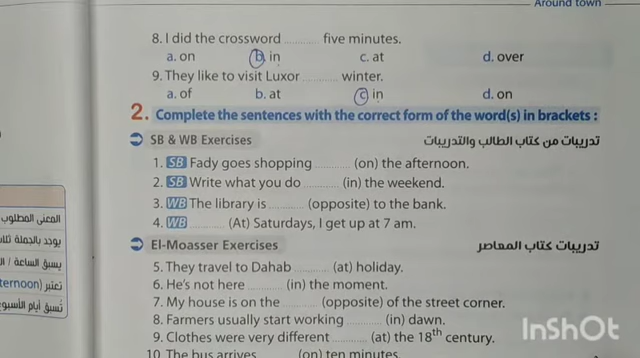 Around town
8. I did the crossword ............ five minutes.
a. on b. in c. at d. over
9. They like to visit Luxor ............ winter.
a. of b. at c. in d. on
2. Complete the sentences with the correct form of the word(s) in brackets :
SB & WB Exercises تدريبات من كتاب الطالب والتدريبات
1. SB Fady goes shopping ............ (on) the afternoon.
2. SB Write what you do ............ (in) the weekend.
3. WB The library is ............ (opposite) to the bank.
4. WB ............ (At) Saturdays, I get up at 7 am.
El-Moasser Exercises تدريبات كتاب المعاصر
5. They travel to Dahab ............ (at) holiday.
6. He's not here ............ (in) the moment.
7. My house is on the ............ (opposite) of the street corner.
8. Farmers usually start working ............ (in) dawn.
9. Clothes were very different ............ (at) the 18th century.
10 The bus arrives (on) ten minutes.
المعنى المطلوب
يوجد بالجملة
يسبق الساعة /
تعتبر (afternoon
تسبق أيام
InShOt